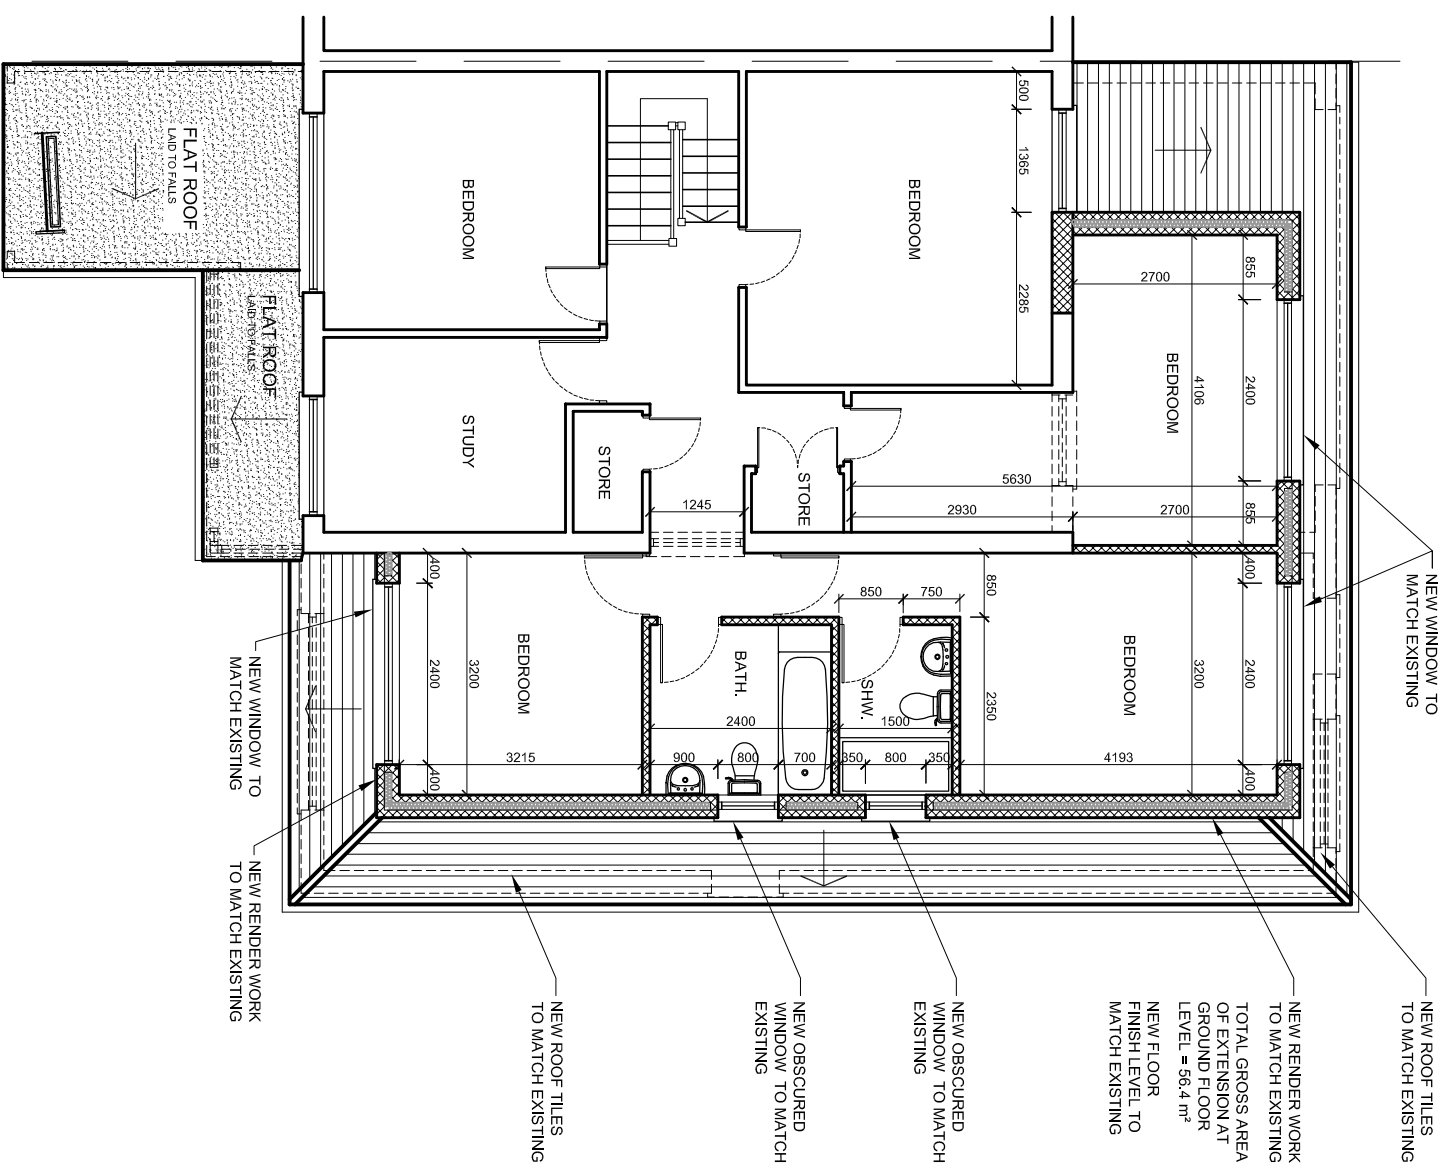 NEW ROOF TILES
TO MATCH EXISTING
NEW RENDER WORK
TO MATCH EXISTING
TOTAL GROSS AREA
OF EXTENSION AT
GROUND FLOOR
LEVEL = 56.4 m²
NEW FLOOR
FINISH LEVEL TO
MATCH EXISTING
NEW OBSCURED
WINDOW TO MATCH
EXISTING
NEW OBSCURED
WINDOW TO MATCH
EXISTING
NEW ROOF TILES
TO MATCH EXISTING
NEW WINDOW TO
MATCH EXISTING
NEW WINDOW TO
MATCH EXISTING
NEW RENDER WORK
TO MATCH EXISTING
FLAT ROOF
LAID TO FALLS
FLAT ROOF
LAID TO FALLS
BEDROOM
BEDROOM
BEDROOM
STUDY
STORE
STORE
BEDROOM
BEDROOM
BATH.
SHW.
500
1365
2285
2700
855
2400
4106
855
5630
2930
2700
1245
400
2400
3200
400
850
750
850
2350
400
2400
3200
400
2400
1500
3215
900
800
700
350
800
350
4193